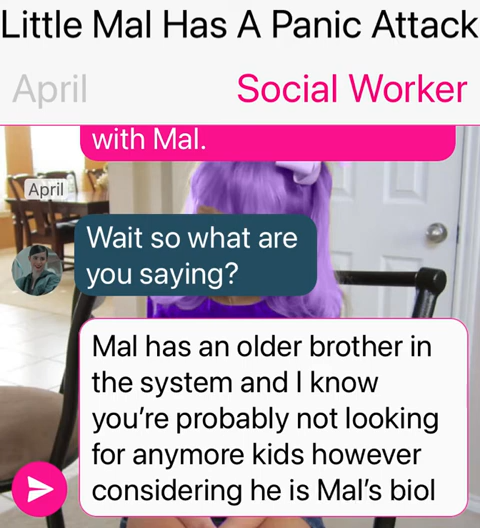 Little Mal Has A Panic Attack
April
Social Worker
with Mal.
April
Wait so what are
you saying?
Mal has an older brother in
the system and I know
you’re probably not looking
for anymore kids however
considering he is Mal’s biol